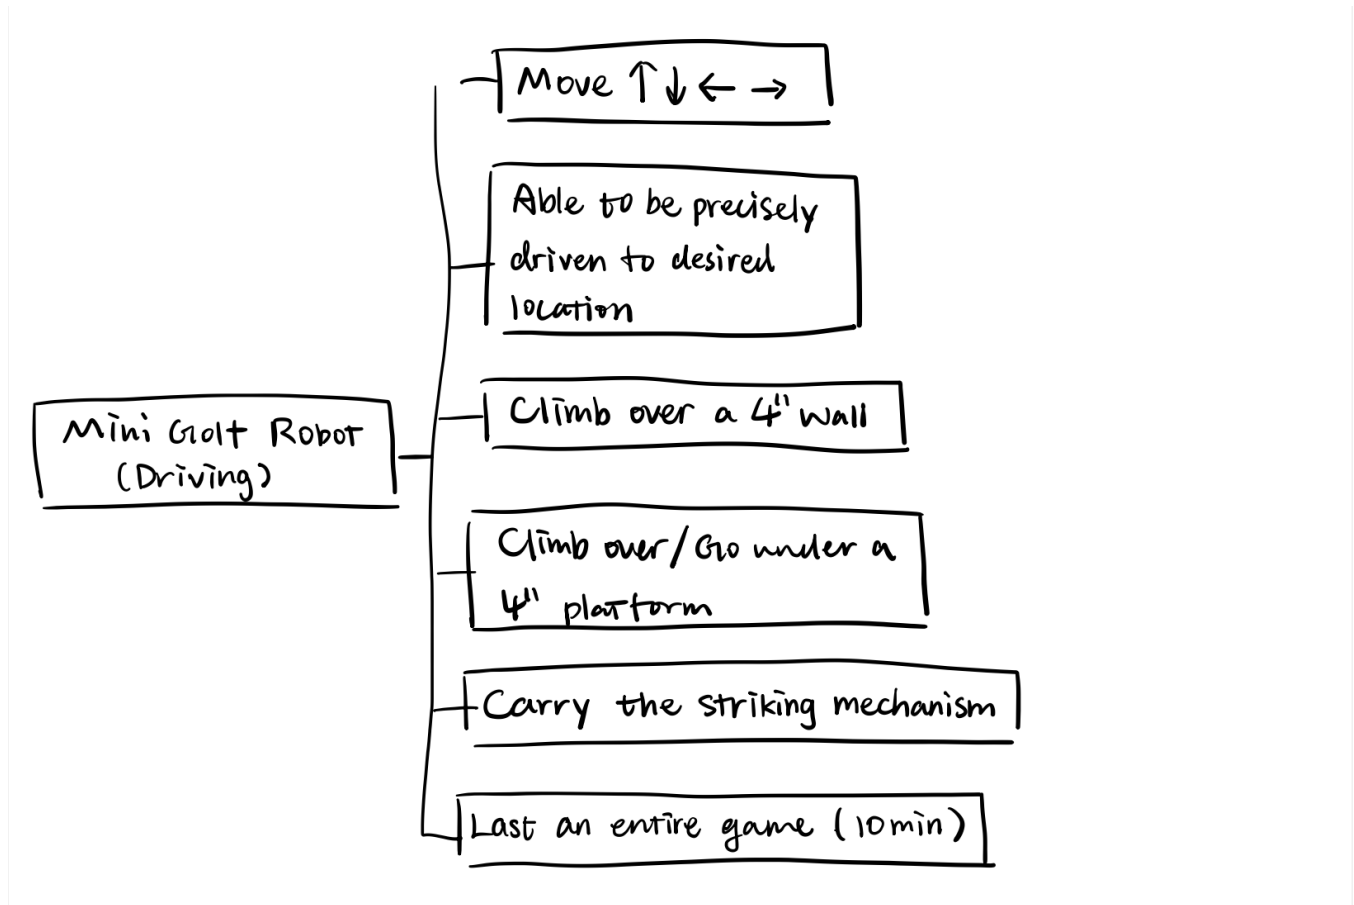 Move ↑ ↓ ← →
Able to be precisely
driven to desired
location
Climb over a 4" wall
Mini Golf Robot
(Driving)
Climb over/Go under a
4" platform
Carry the striking mechanism
Last an entire game (10min)